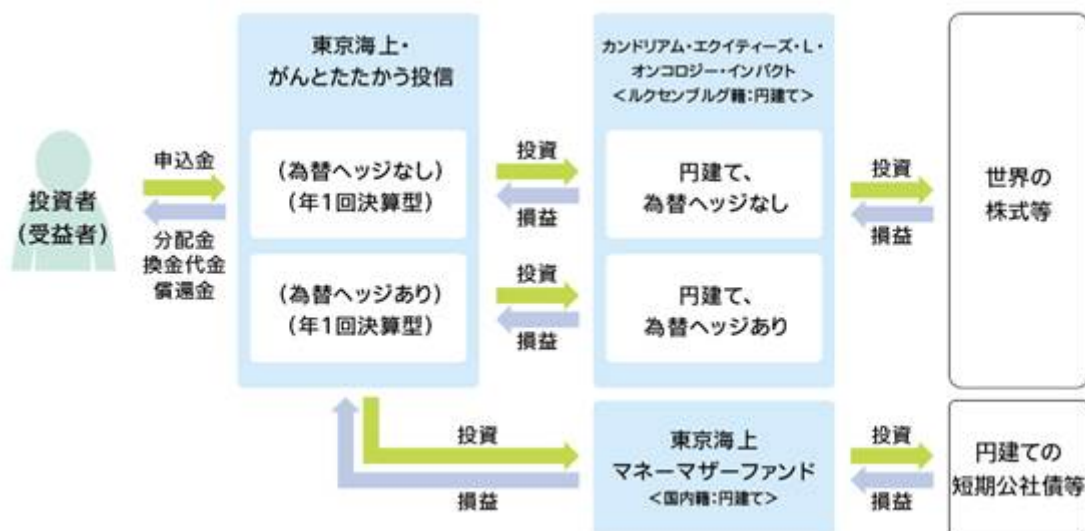 投資者
(受益者)
申込金
分配金
換金代金
償還金
東京海上・
がんとたたかう投信
(為替ヘッジなし)
(年1回決算型)
(為替ヘッジあり)
(年1回決算型)
投資
損益
投資
損益
カンドリアム・エクイティーズ・L・
オンコロジー・インパクト
<ルクセンブルグ籍:円建て>
円建て、
為替ヘッジなし
円建て、
為替ヘッジあり
投資
損益
世界の
株式等
投資
損益
東京海上
マネーマザーファンド
<国内籍:円建て>
投資
損益
円建ての
短期公社債等